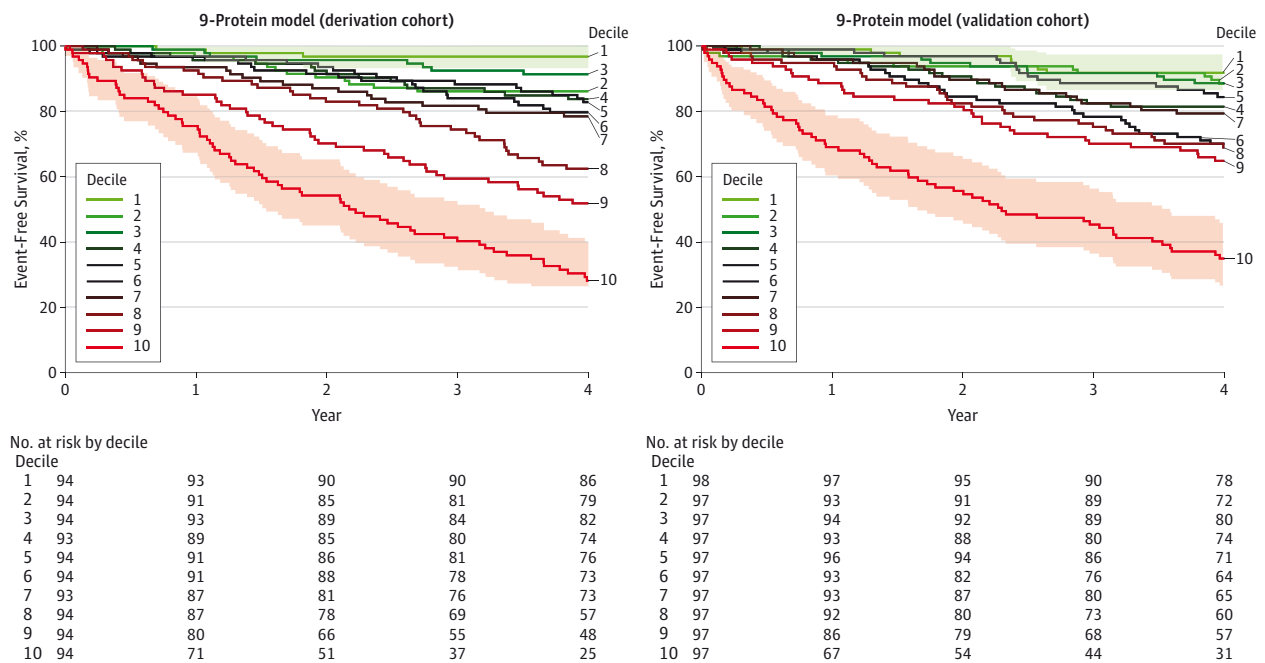 9-Protein model (derivation cohort)
Decile
100
80
60
40
20
0
Event-Free Survival, %
1
3
2
4
5
6
7
8
9
10
Decile
1
2
3
4
5
6
7
8
9
10
0 1 2 3 4
Year
No. at risk by decile
Decile
1 94 93 90 90 86
2 94 91 85 81 79
3 94 93 89 84 82
4 93 89 85 80 74
5 94 91 86 81 76
6 94 91 88 78 73
7 93 87 81 76 73
8 94 87 78 69 57
9 94 80 66 55 48
10 94 71 51 37 25
9-Protein model (validation cohort)
Decile
100
80
60
40
20
0
Event-Free Survival, %
1
2
3
5
4
7
6
8
9
10
Decile
1
2
3
4
5
6
7
8
9
10
0 1 2 3 4
Year
No. at risk by decile
Decile
1 98 97 95 90 78
2 97 93 91 89 72
3 97 94 92 89 80
4 97 93 88 80 74
5 97 96 94 86 71
6 97 93 82 76 64
7 97 93 87 80 65
8 97 92 80 73 60
9 97 86 79 68 57
10 97 67 54 44 31